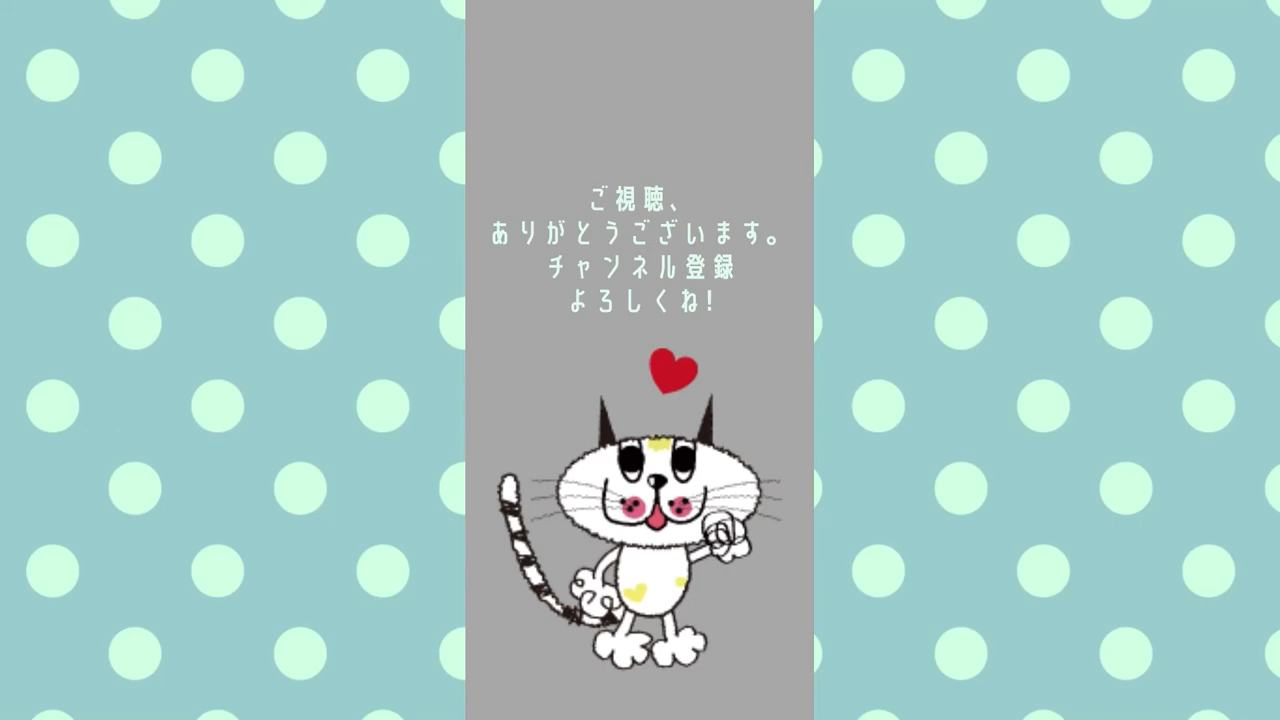 ご視聴、
ありがとうございます。
チャンネル登録
よろしくね!